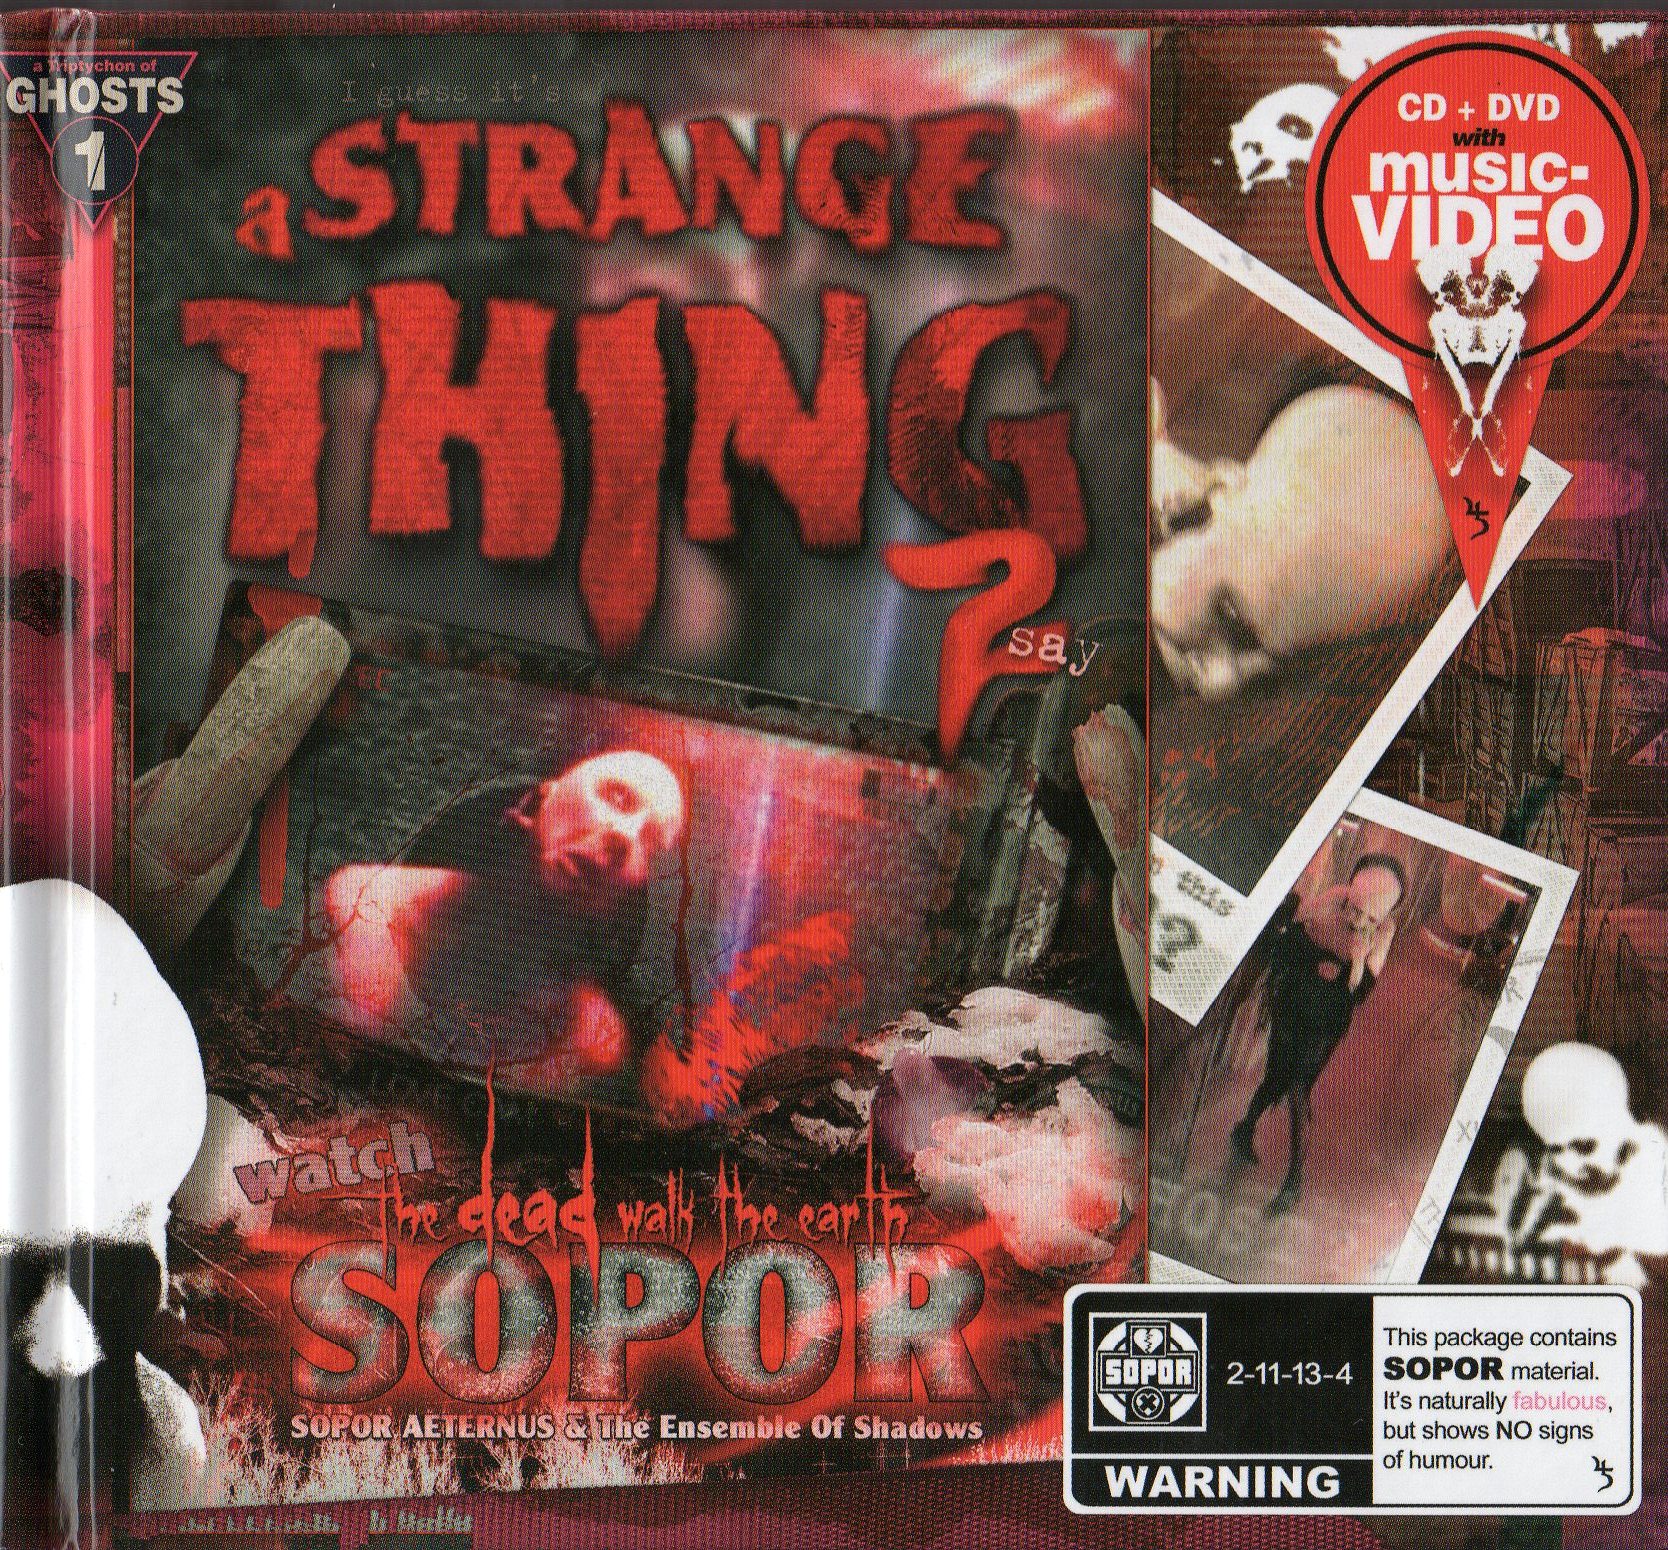 a Triptychon of
GHOSTS
1
I guess it's
a STRANGE
THING
2
say
CD + DVD
with
music-
VIDEO
this
2
watch
the dead walk the earth
SOPOR
SOPOR AETERNUS & The Ensemble Of Shadows
SOPOR
2-11-13-4
WARNING
This package contains
SOPOR material.
It's naturally fabulous,
but shows NO signs
of humour.